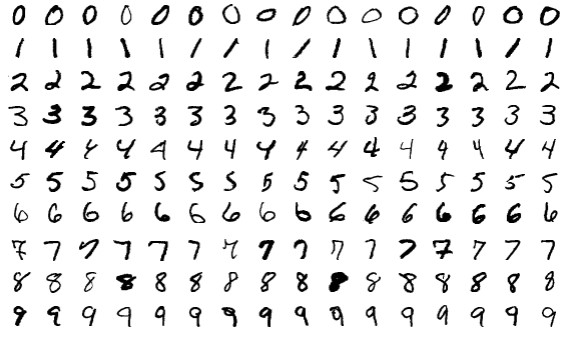 0 0 0 0 0 0 0 0 0 0 0 0 0 0 0 0
1 1 1 1 1 1 1 1 1 1 1 1 1 1 1 1
2 2 2 2 2 2 2 2 2 2 2 2 2 2 2 2
3 3 3 3 3 3 3 3 3 3 3 3 3 3 3 3
4 4 4 4 4 4 4 4 4 4 4 4 4 4 4 4
5 5 5 5 5 5 5 5 5 5 5 5 5 5 5 5
6 6 6 6 6 6 6 6 6 6 6 6 6 6 6 6
7 7 7 7 7 7 7 7 7 7 7 7 7 7 7 7
8 8 8 8 8 8 8 8 8 8 8 8 8 8 8 8
9 9 9 9 9 9 9 9 9 9 9 9 9 9 9 9